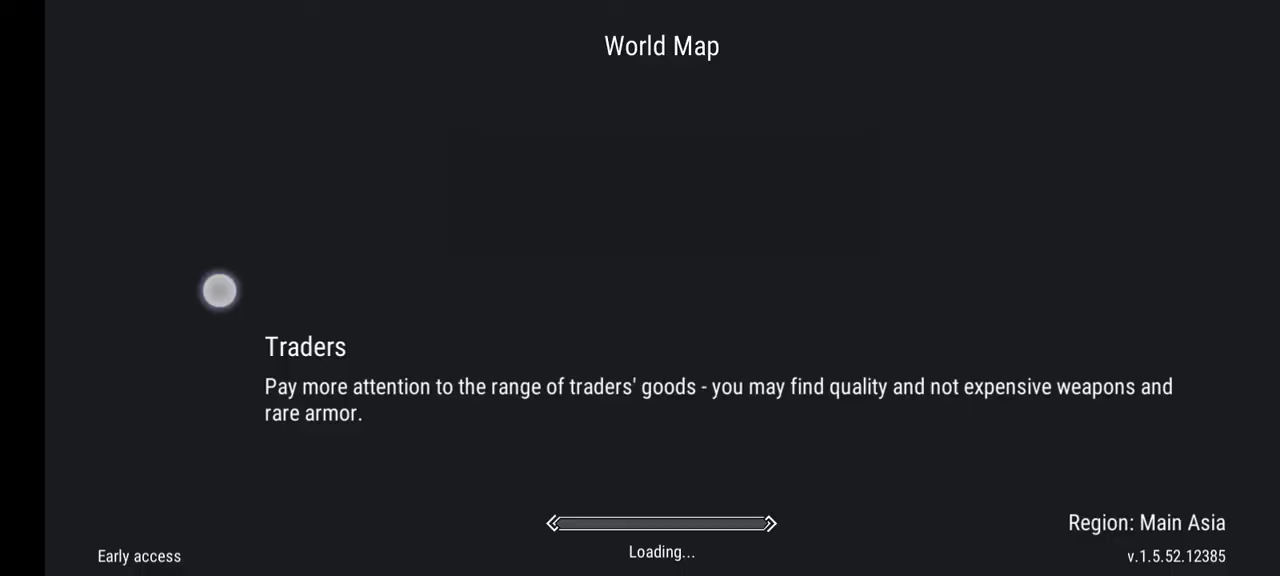 World Map
Traders
Pay more attention to the range of traders' goods - you may find quality and not expensive weapons and
rare armor.
Region: Main Asia
Early access
Loading...
v.1.5.52.12385